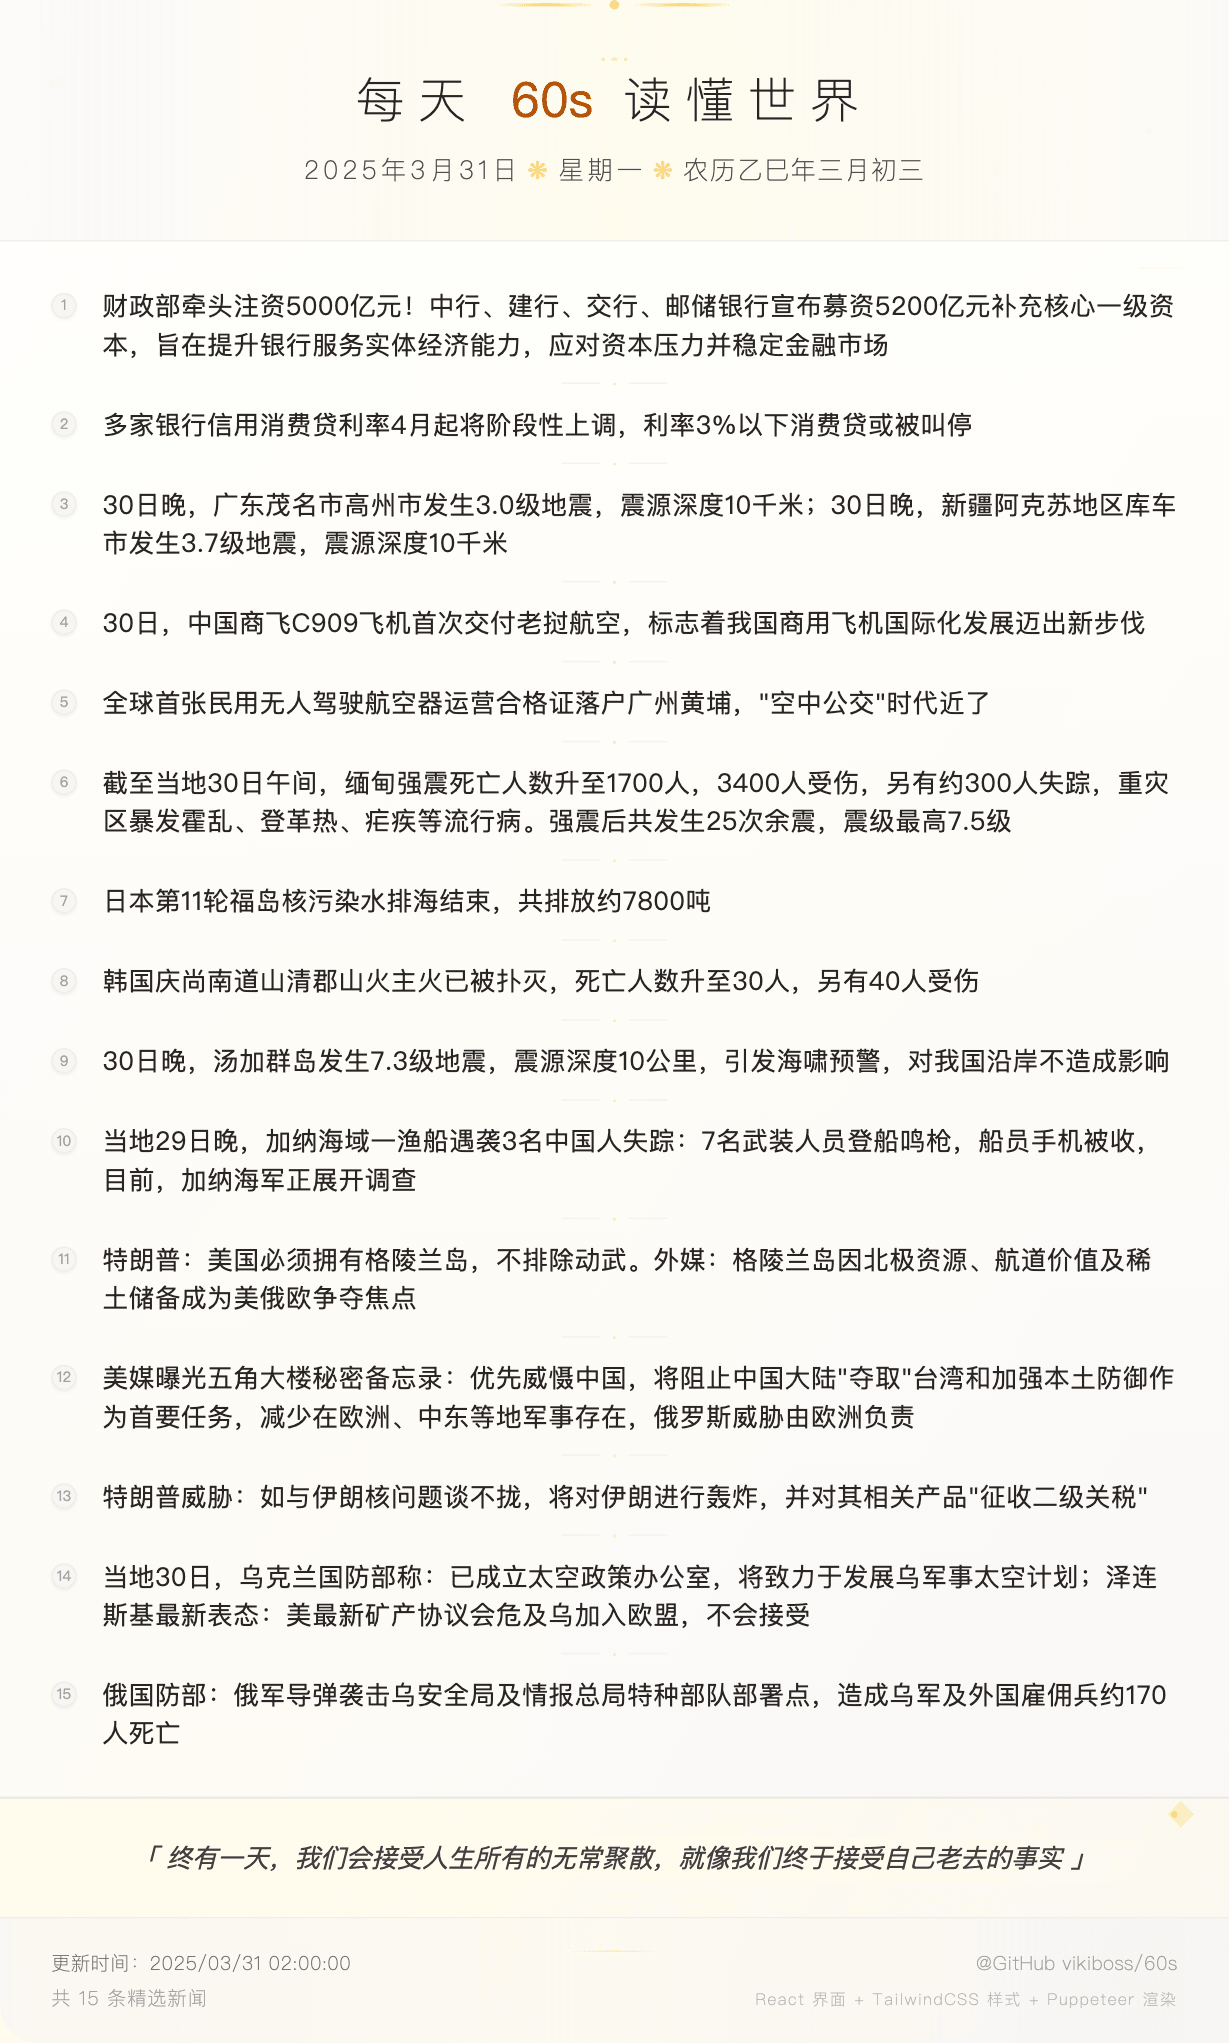 每天 60s 读懂世界
2025年3月31日 ❋ 星期一 ❋ 农历乙巳年三月初三
1 财政部牵头注资5000亿元！中行、建行、交行、邮储银行宣布募资5200亿元补充核心一级资
本，旨在提升银行服务实体经济能力，应对资本压力并稳定金融市场
2 多家银行信用消费贷利率4月起将阶段性上调，利率3%以下消费贷或被叫停
3 30日晚，广东茂名市高州市发生3.0级地震，震源深度10千米；30日晚，新疆阿克苏地区库车
市发生3.7级地震，震源深度10千米
4 30日，中国商飞C909飞机首次交付老挝航空，标志着我国商用飞机国际化发展迈出新步伐
5 全球首张民用无人驾驶航空器运营合格证落户广州黄埔，"空中公交"时代近了
6 截至当地30日午间，缅甸强震死亡人数升至1700人，3400人受伤，另有约300人失踪，重灾
区暴发霍乱、登革热、疟疾等流行病。强震后共发生25次余震，震级最高7.5级
7 日本第11轮福岛核污染水排海结束，共排放约7800吨
8 韩国庆尚南道山清郡山火主火已被扑灭，死亡人数升至30人，另有40人受伤
9 30日晚，汤加群岛发生7.3级地震，震源深度10公里，引发海啸预警，对我国沿岸不造成影响
10 当地29日晚，加纳海域一渔船遇袭3名中国人失踪：7名武装人员登船鸣枪，船员手机被收，
目前，加纳海军正展开调查
11 特朗普：美国必须拥有格陵兰岛，不排除动武。外媒：格陵兰岛因北极资源、航道价值及稀
土储备成为美俄欧争夺焦点
12 美媒曝光五角大楼秘密备忘录：优先威慑中国，将阻止中国大陆"夺取"台湾和加强本土防御作
为首要任务，减少在欧洲、中东等地军事存在，俄罗斯威胁由欧洲负责
13 特朗普威胁：如与伊朗核问题谈不拢，将对伊朗进行轰炸，并对其相关产品"征收二级关税"
14 当地30日，乌克兰国防部称：已成立太空政策办公室，将致力于发展乌军事太空计划；泽连
斯基最新表态：美最新矿产协议会危及乌加入欧盟，不会接受
15 俄国防部：俄军导弹袭击乌安全局及情报总局特种部队部署点，造成乌军及外国雇佣兵约170
人死亡
「 终有一天，我们会接受人生所有的无常聚散，就像我们终于接受自己老去的事实 」
更新时间：2025/03/31 02:00:00
@GitHub vikiboss/60s
共 15 条精选新闻
React 界面 + TailwindCSS 样式 + Puppeteer 渲染